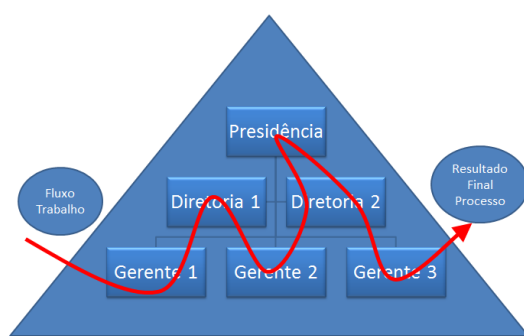 Presidência
Fluxo
Trabalho
Diretoria 1
Diretoria 2
Resultado
Final
Processo
Gerente 1
Gerente 2
Gerente 3